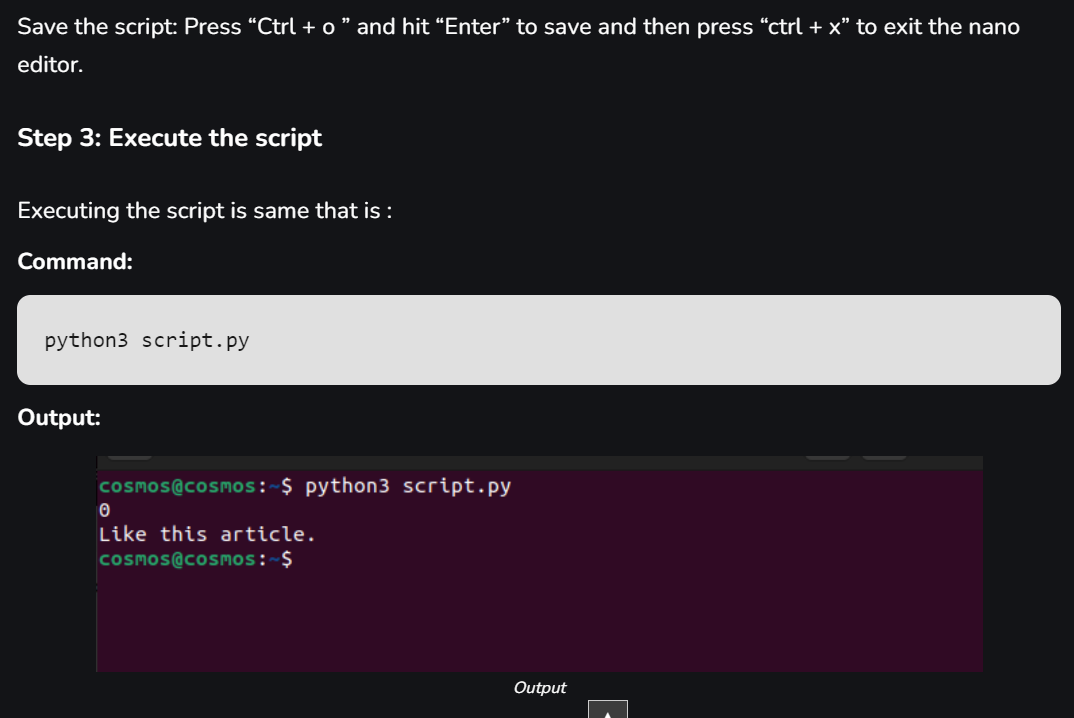 Save the script: Press “Ctrl + o ” and hit “Enter” to save and then press “ctrl + x” to exit the nano
editor.
Step 3: Execute the script
Executing the script is same that is :
Command:
python3 script.py
Output:
cosmos@cosmos:~$ python3 script.py
0
Like this article.
cosmos@cosmos:~$
Output